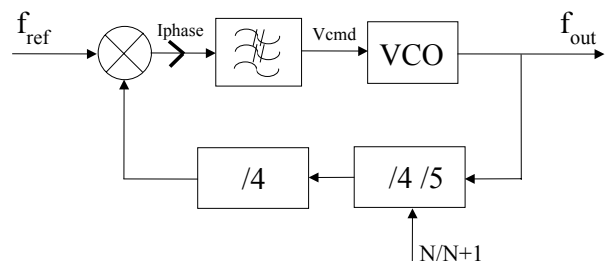 f_ref
Iphase
Vcmd
VCO
f_out
/4
/4 /5
N/N+1